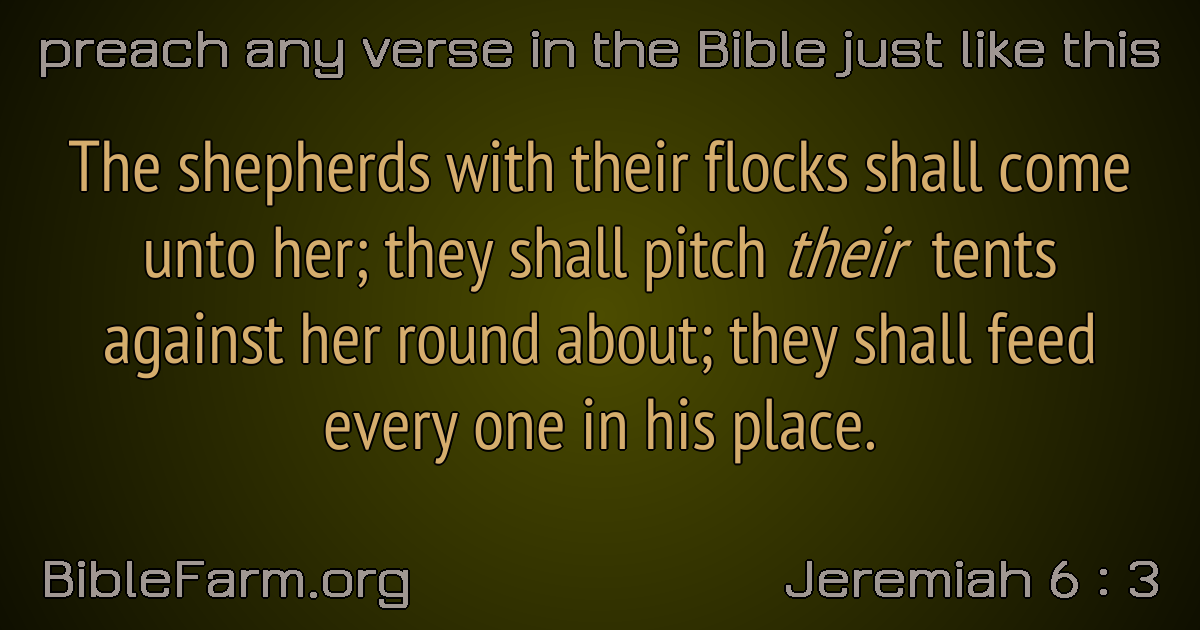 preach any verse in the Bible just like this
The shepherds with their flocks shall come
unto her; they shall pitch their tents
against her round about; they shall feed
every one in his place.
BibleFarm.org
Jeremiah 6 : 3